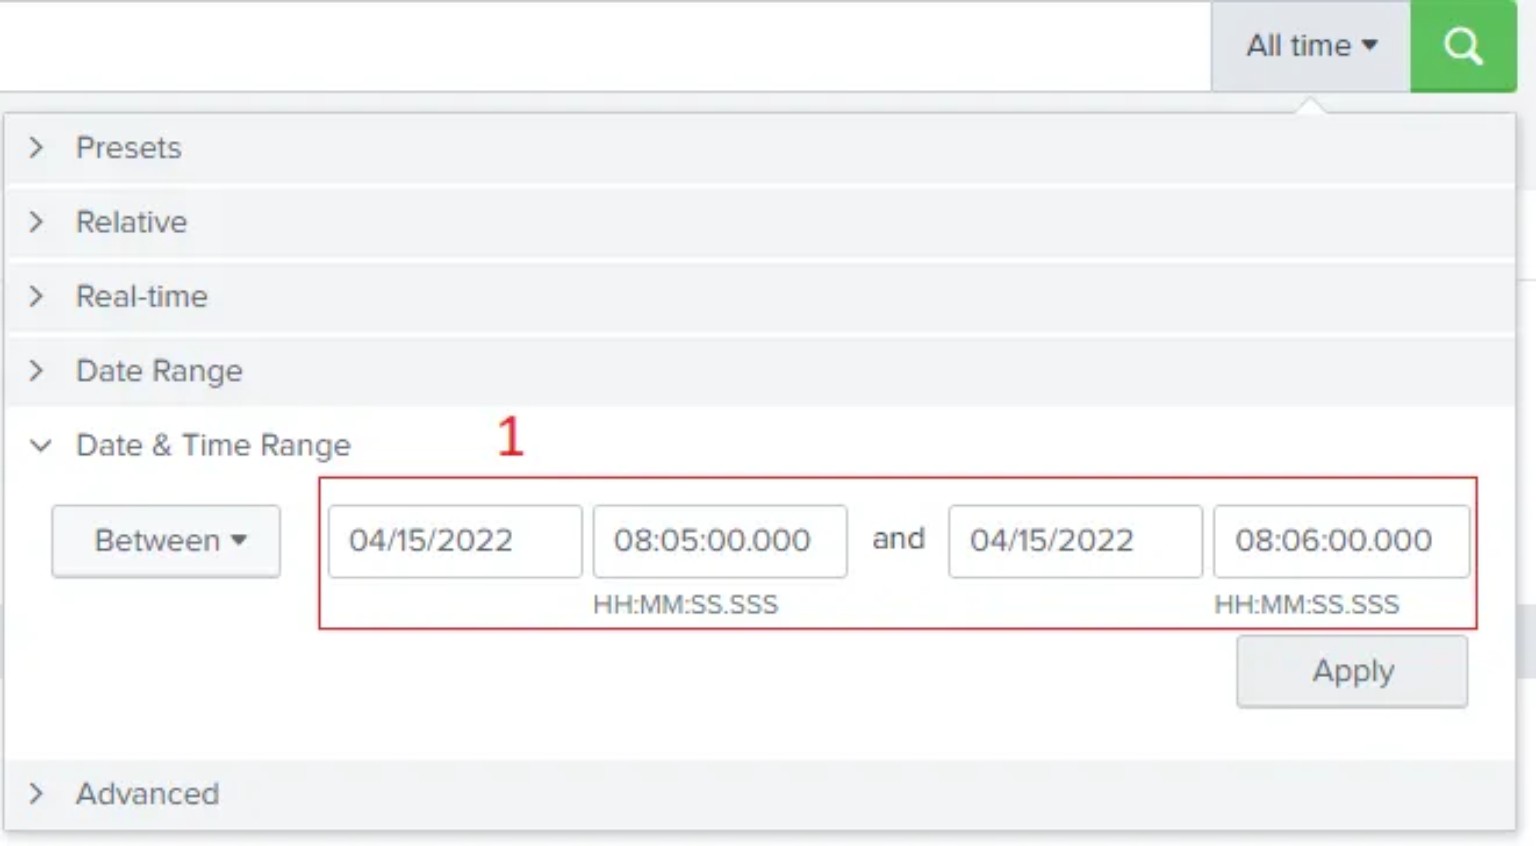 All time
Presets
Relative
Real-time
Date Range
Date & Time Range 1
Between 04/15/2022 08:05:00.000 and 04/15/2022 08:06:00.000
HH:MM:SS.SSS HH:MM:SS.SSS
Apply
Advanced